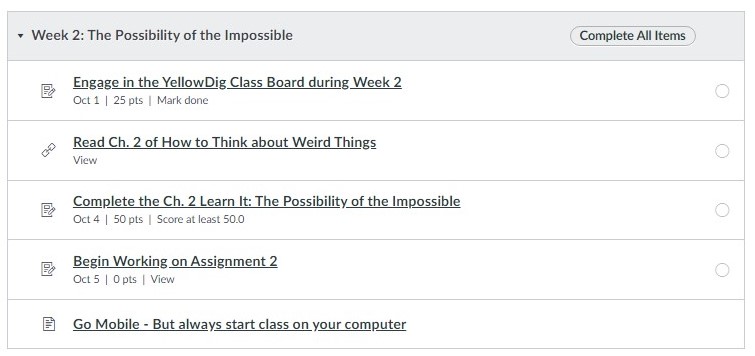 Week 2: The Possibility of the Impossible
Complete All Items
Engage in the YellowDig Class Board during Week 2
Oct 1 | 25 pts | Mark done
Read Ch. 2 of How to Think about Weird Things
View
Complete the Ch. 2 Learn It: The Possibility of the Impossible
Oct 4 | 50 pts | Score at least 50.0
Begin Working on Assignment 2
Oct 5 | 0 pts | View
Go Mobile - But always start class on your computer